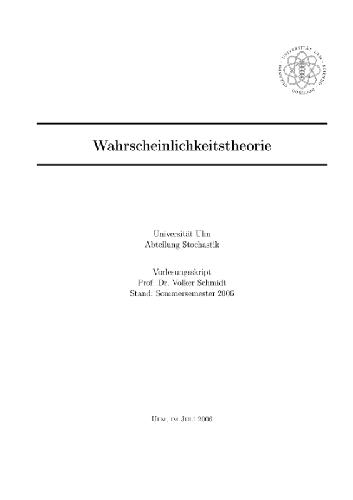 Wahrscheinlichkeitstheorie
Universität Ulm
Abteilung Stochastik
Vorlesungsskript
Prof. Dr. Volker Schmidt
Stand: Sommersemester 2006
Ulm, im Juli 2006